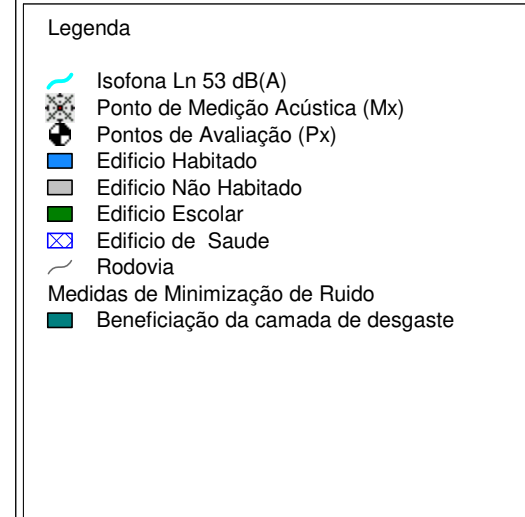 Legenda
Isofona Ln 53 dB(A)
Ponto de Medição Acústica (Mx)
Pontos de Avaliação (Px)
Edificio Habitado
Edificio Não Habitado
Edificio Escolar
Edificio de Saude
Rodovia
Medidas de Minimização de Ruido
Beneficiação da camada de desgaste